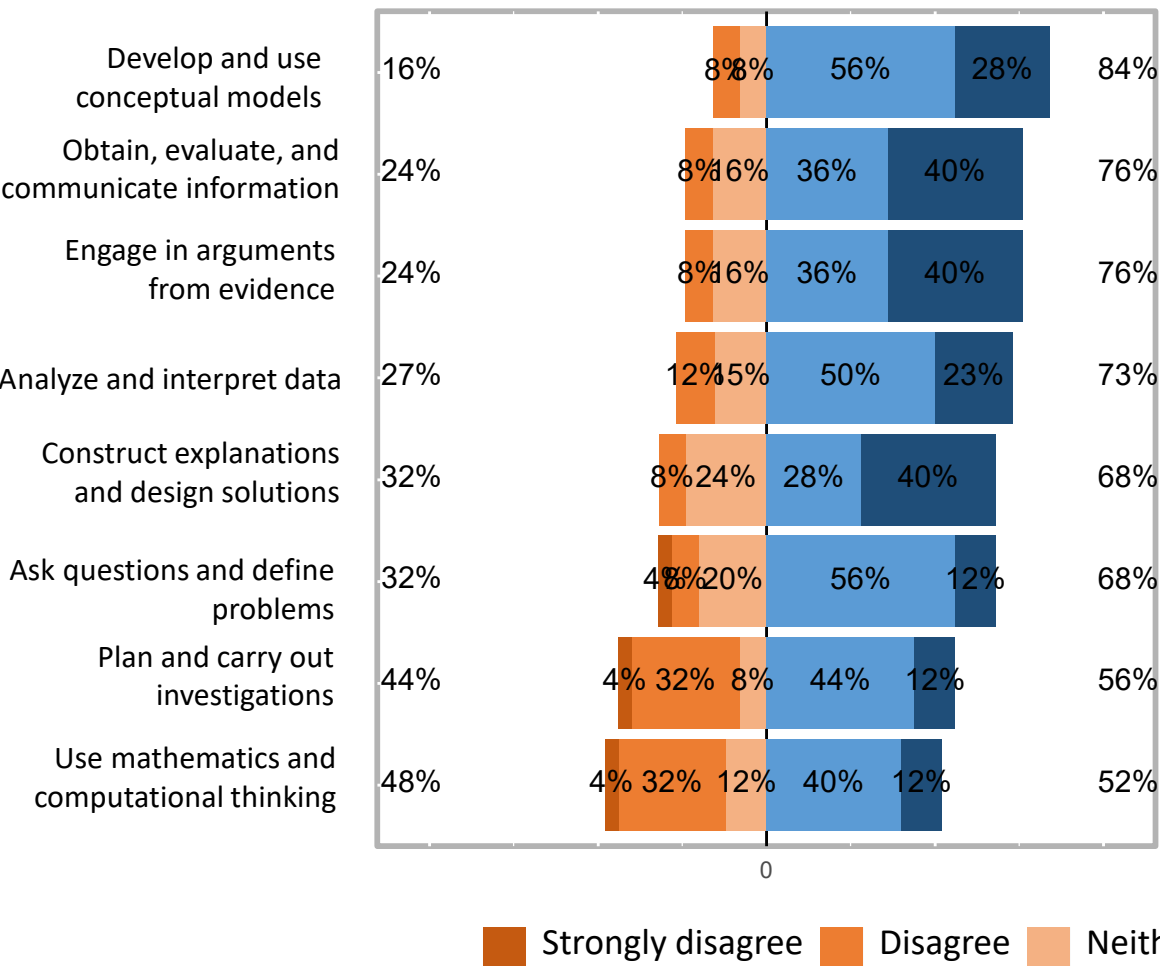 Develop and use
conceptual models
16% 8% 8% 56% 28% 84%
Obtain, evaluate, and
communicate information
24% 8% 16% 36% 40% 76%
Engage in arguments
from evidence
24% 8% 16% 36% 40% 76%
Analyze and interpret data
27% 12% 15% 50% 23% 73%
Construct explanations
and design solutions
32% 8% 24% 28% 40% 68%
Ask questions and define
problems
32% 4% 8% 20% 56% 12% 68%
Plan and carry out
investigations
44% 4% 32% 8% 44% 12% 56%
Use mathematics and
computational thinking
48% 4% 32% 12% 40% 12% 52%
0
Strongly disagree Disagree Neith